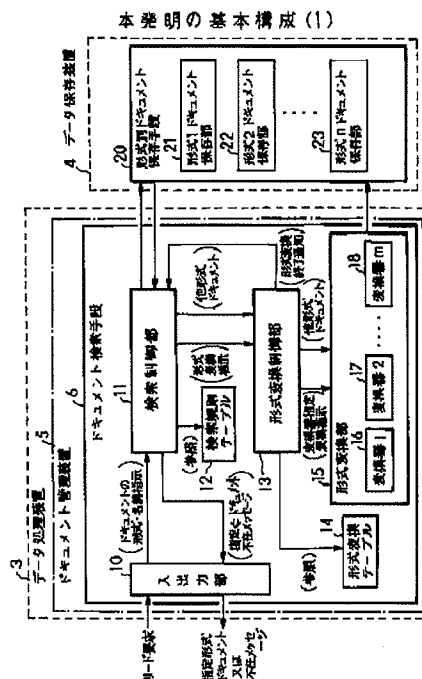 本発明の基本構成(1)
3
データ処理装置
5
ドキュメント管理装置
6
ドキュメント検索手段
リード要求
指定形式
ドキュメント
又は
不在メッセージ
10
入出力部
(ドキュメントの
形式・名称指示)
(指定ドキュメント
不在メッセージ)
11
検索制御部
(参照)
12
検索規則
テーブル
(形式
変換
指示)
(他形式
ドキュメント)
(形式変換
終了通知)
13
形式変換制御部
(参照)
14
形式変換
テーブル
(変換器指定)
変換指示
(他形式
ドキュメント)
15
形式変換部
16
変換器1
17
変換器2
....
18
変換器m
4
データ保存装置
20
形式別ドキュメント
保存手段
21
形式1ドキュメント
保存部
22
形式2ドキュメント
保存部
......
23
形式nドキュメント
保存部